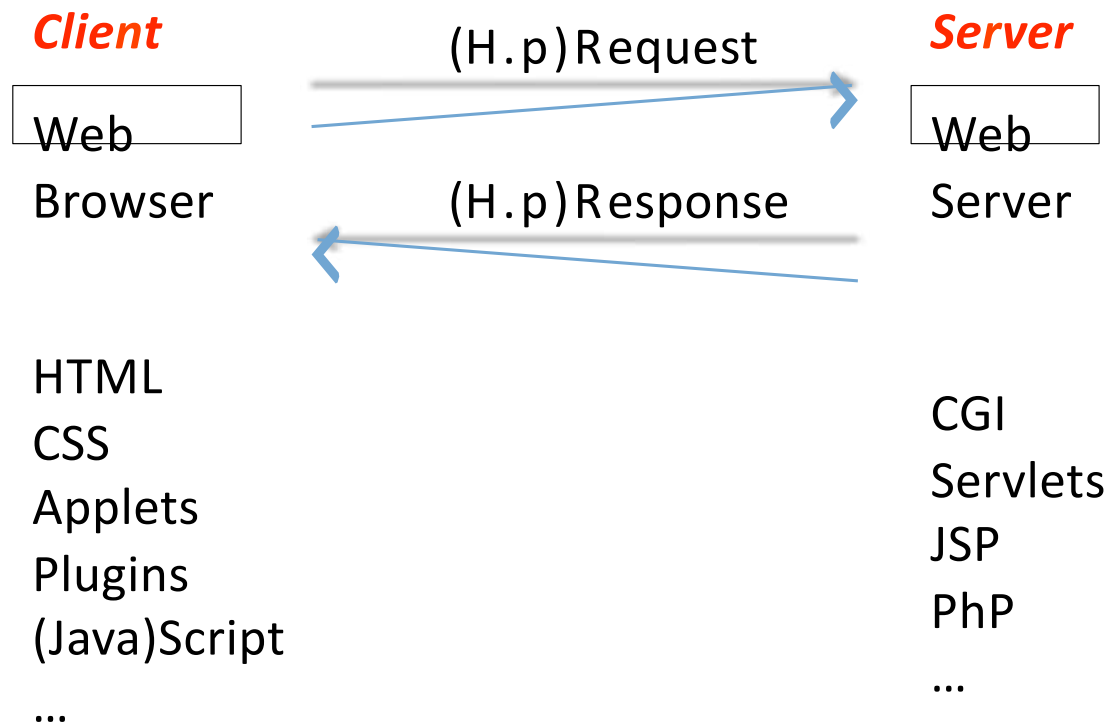 Client
(H.p)Request
Server
Web
Browser
(H.p)Response
Web
Server
HTML
CSS
Applets
Plugins
(Java)Script
…
CGI
Servlets
JSP
PhP
…